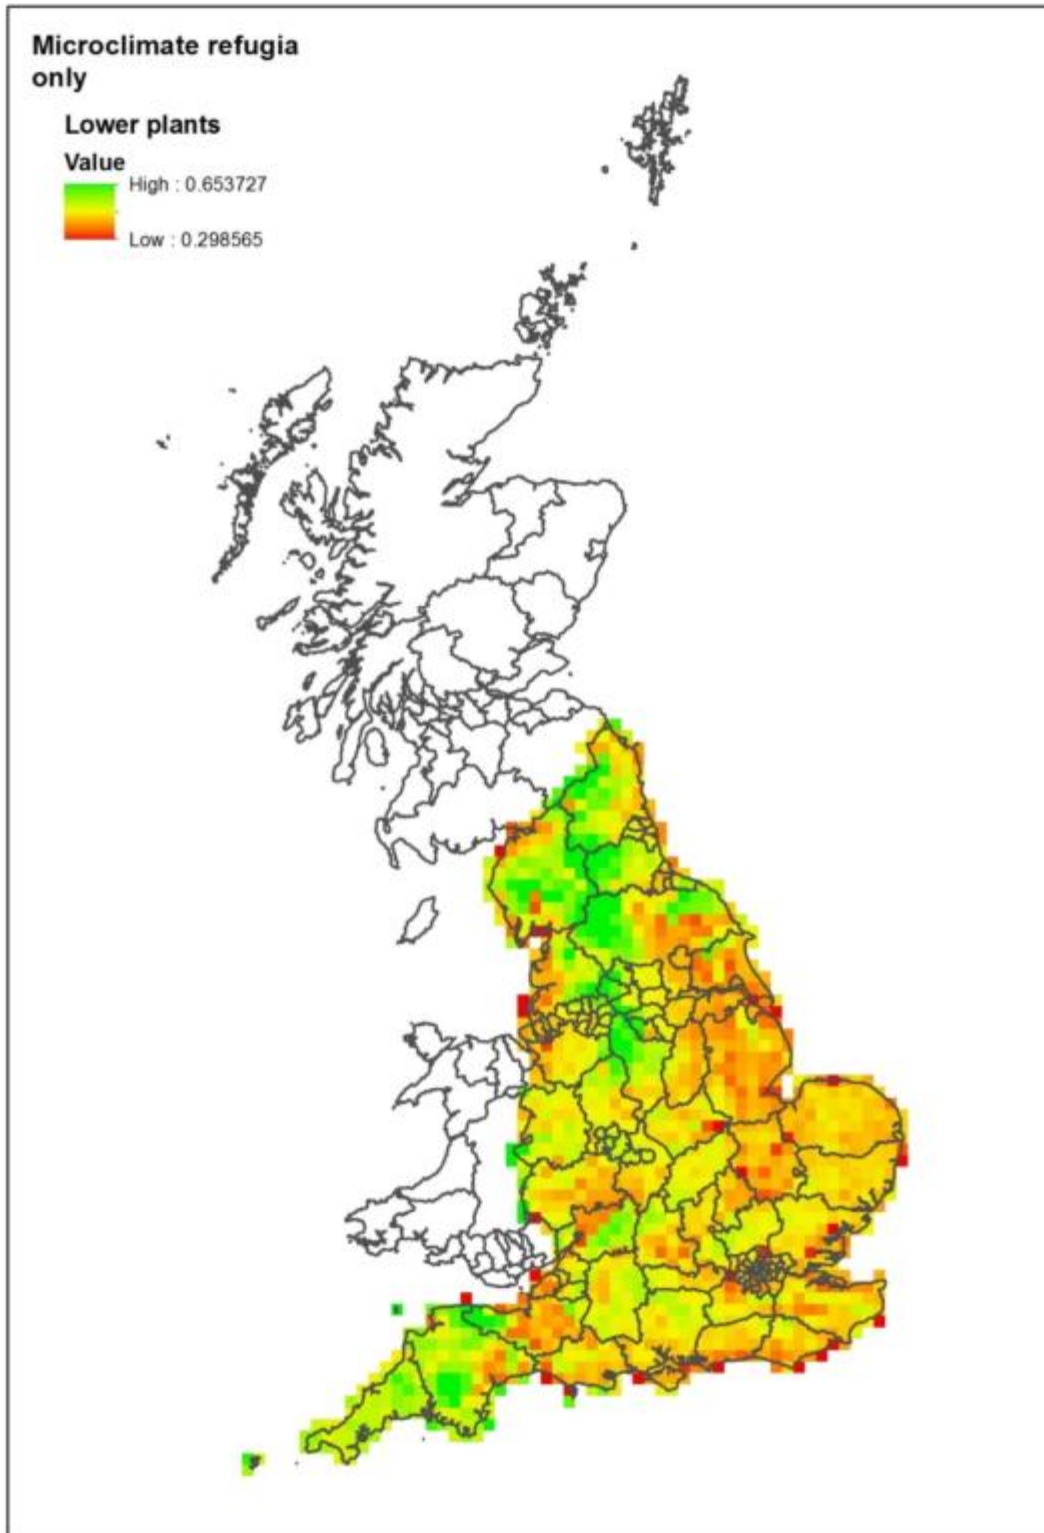 Microclimate refugia
only
Lower plants
Value
High : 0.653727
Low : 0.298565